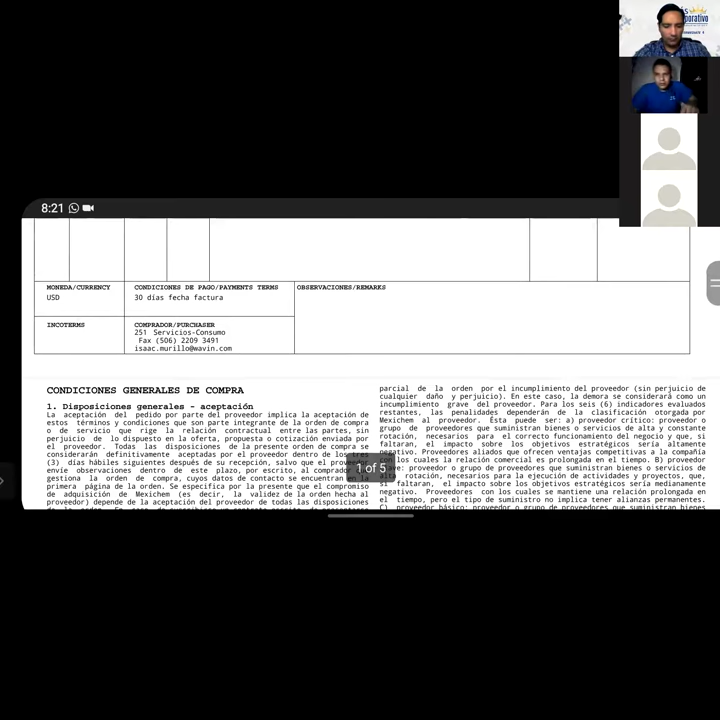 is
porativo
8:21
MONEDA/CURRENCY
USD
CONDICIONES DE PAGO/PAYMENTS TERMS
30 días fecha factura
OBSERVACIONES/REMARKS
INCOTERMS
COMPRADOR/PURCHASER
251 Servicios-Consumo
Fax (506) 2209 3491
isaac.murillo@wavin.com
CONDICIONES GENERALES DE COMPRA
1. Disposiciones generales - aceptación
La aceptación del pedido por parte del proveedor implica la aceptación de
estos términos y condiciones que son parte integrante de la orden de compra
o de servicio que rige la relación contractual entre las partes, sin
perjuicio de lo dispuesto en la oferta, propuesta o cotización enviada por
el proveedor. Todas las disposiciones de la presente orden de compra se
considerarán definitivamente aceptadas por el proveedor dentro de los tres
(3) días hábiles siguientes después de su recepción, salvo que el proveedor
envíe observaciones dentro de este plazo, por escrito, al comprador
gestiona la orden de compra, cuyos datos de contacto se encuentran en la
primera página de la orden. Se especifica por la presente que el compromiso
de adquisición de Mexichem (es decir, la validez de la orden hecha al
proveedor) depende de la aceptación del proveedor de todas las disposiciones
parcial de la orden por el incumplimiento del proveedor (sin perjuicio de
cualquier daño y perjuicio). En este caso, la demora se considerará como un
incumplimiento grave del proveedor. Para los seis (6) indicadores evaluados
restantes, las penalidades dependerán de la clasificación otorgada por
Mexichem al proveedor. Ésta puede ser: a) proveedor crítico: proveedor o
grupo de proveedores que suministran bienes o servicios de alta y constante
rotación, necesarios para el correcto funcionamiento del negocio y que, si
faltaran, el impacto sobre los objetivos estratégicos sería altamente
negativo. Proveedores aliados que ofrecen ventajas competitivas a la compañía
con los cuales la relación comercial es prolongada en el tiempo. B) proveedor
clave: proveedor o grupo de proveedores que suministran bienes o servicios de
alta rotación, necesarios para la ejecución de actividades y proyectos, que,
si faltaran, el impacto sobre los objetivos estratégicos sería medianamente
negativo. Proveedores con los cuales se mantiene una relación prolongada en
el tiempo, pero el tipo de suministro no implica tener alianzas permanentes.
C) proveedor básico: proveedor o grupo de proveedores que suministran bienes
1 of 5